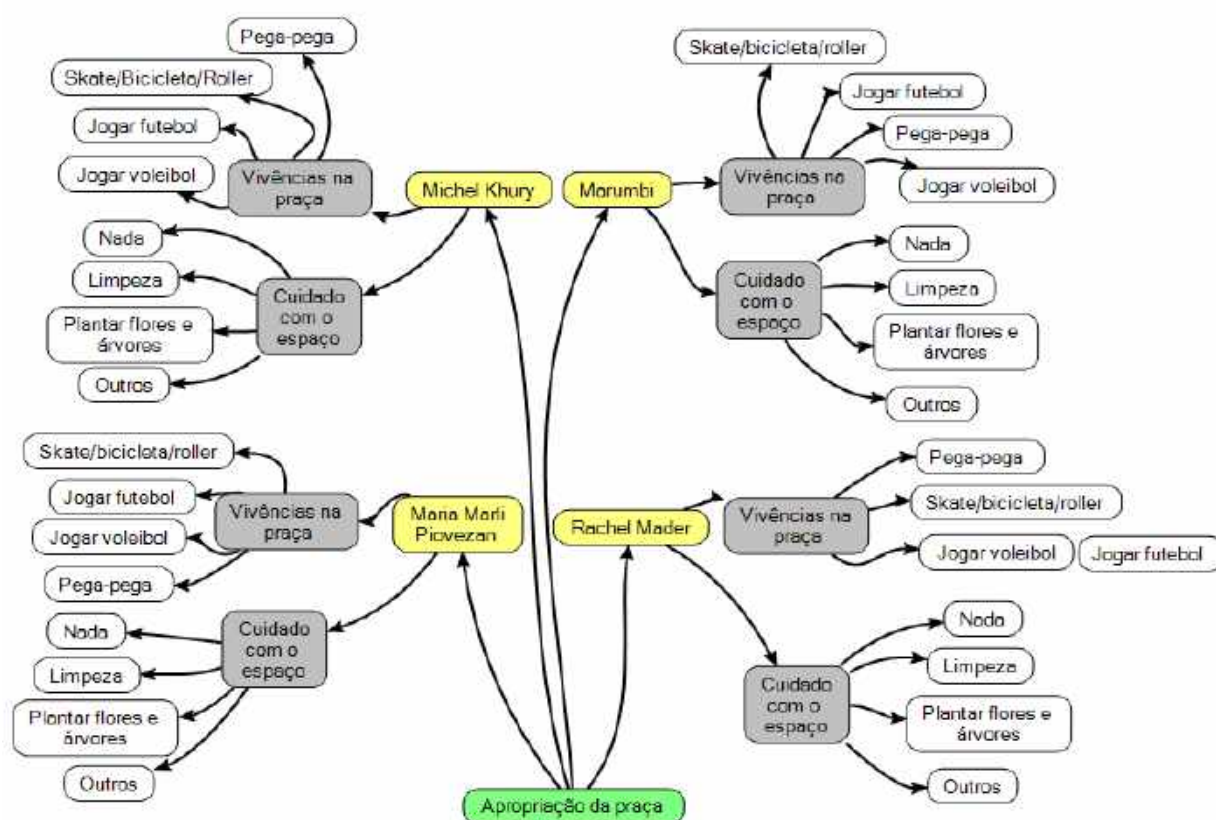 Pega-pega
Skate/Bicicleta/Roller
Jogar futebol
Jogar voleibol
Vivências na
praça
Michel Khury
Nada
Limpeza
Plantar flores e
árvores
Outros
Cuidado
com o
espaço
Skate/bicicleta/roller
Jogar futebol
Pega-pega
Jogar voleibol
Marumbi
Vivências na
praça
Cuidado
com o
espaço
Nada
Limpeza
Plantar flores e
árvores
Outros
Skate/bicicleta/roller
Jogar futebol
Jogar voleibol
Pega-pega
Vivências na
praça
Maria Marli
Piovezan
Nada
Limpeza
Plantar flores e
árvores
Outros
Cuidado
com o
espaço
Rachel Mader
Vivências na
praça
Pega-pega
Skate/bicicleta/roller
Jogar voleibol
Jogar futebol
Cuidado
com o
espaço
Nada
Limpeza
Plantar flores e
árvores
Outros
Apropriação da praça